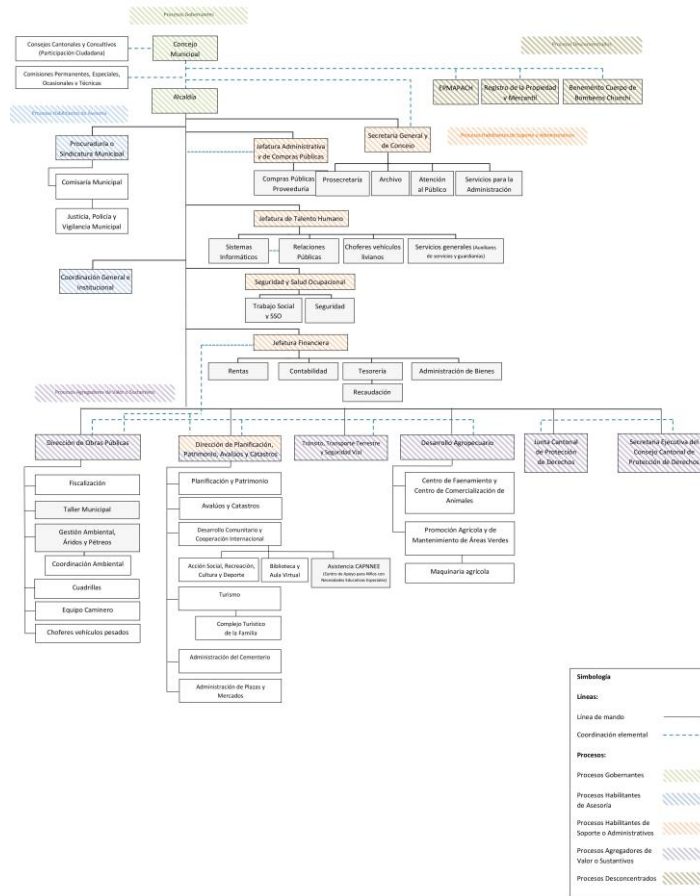 Procesos Gobernantes
Consejos Cantonales y Consultivos
(Participación Ciudadana)
Concejo
Municipal
Procesos Desconcentrados
Comisiones Permanentes, Especiales,
Ocasionales y Técnicas
EPMAPACH
Registro de la Propiedad
y Mercantil
Benemérito Cuerpo de
Bomberos Chunchi
Alcaldía
Procesos Habilitantes de Asesoría
Secretaría General y
de Concejo
Procesos Habilitantes de Soporte o Administrativos
Procuraduría o
Sindicatura Municipal
Jefatura Administrativa
y de Compras Públicas
Comisaría Municipal
Compras Públicas
Proveeduría
Prosecretaría
Archivo
Atención
al Público
Servicios para la
Administración
Justicia, Policía y
Vigilancia Municipal
Jefatura de Talento Humano
Sistemas
Informáticos
Relaciones
Públicas
Choferes vehículos
livianos
Servicios generales (Auxiliares
de servicios y guardianías)
Coordinación General e
Institucional
Seguridad y Salud Ocupacional
Trabajo Social
y SSO
Seguridad
Jefatura Financiera
Rentas
Contabilidad
Tesorería
Administración de Bienes
Recaudación
Procesos Agregadores de Valor o Sustantivos
Dirección de Obras Públicas
Dirección de Planificación,
Patrimonio, Avalúos y Catastros
Tránsito, Transporte Terrestre
y Seguridad Vial
Desarrollo Agropecuario
Junta Cantonal
de Protección
de Derechos
Secretaria Ejecutiva del
Consejo Cantonal de
Protección de Derechos
Fiscalización
Taller Municipal
Gestión Ambiental,
Áridos y Pétreos
Coordinación Ambiental
Cuadrillas
Equipo Caminero
Choferes vehículos pesados
Planificación y Patrimonio
Avalúos y Catastros
Desarrollo Comunitario y
Cooperación Internacional
Acción Social, Recreación,
Cultura y Deporte
Biblioteca y
Aula Virtual
Asistencia CAPNNEE
(Centro de Apoyo para Niños con
Necesidades Educativas Especiales)
Turismo
Complejo Turístico
de la Familia
Administración del Cementerio
Administración de Plazas y
Mercados
Centro de Faenamiento y
Centro de Comercialización de
Animales
Promoción Agrícola y de
Mantenimiento de Áreas Verdes
Maquinaria agrícola
Simbología
Líneas:
Línea de mando
Coordinación elemental
Procesos:
Procesos Gobernantes
Procesos Habilitantes
de Asesoría
Procesos Habilitantes de
Soporte o Administrativos
Procesos Agregadores de
Valor o Sustantivos
Procesos Desconcentrados